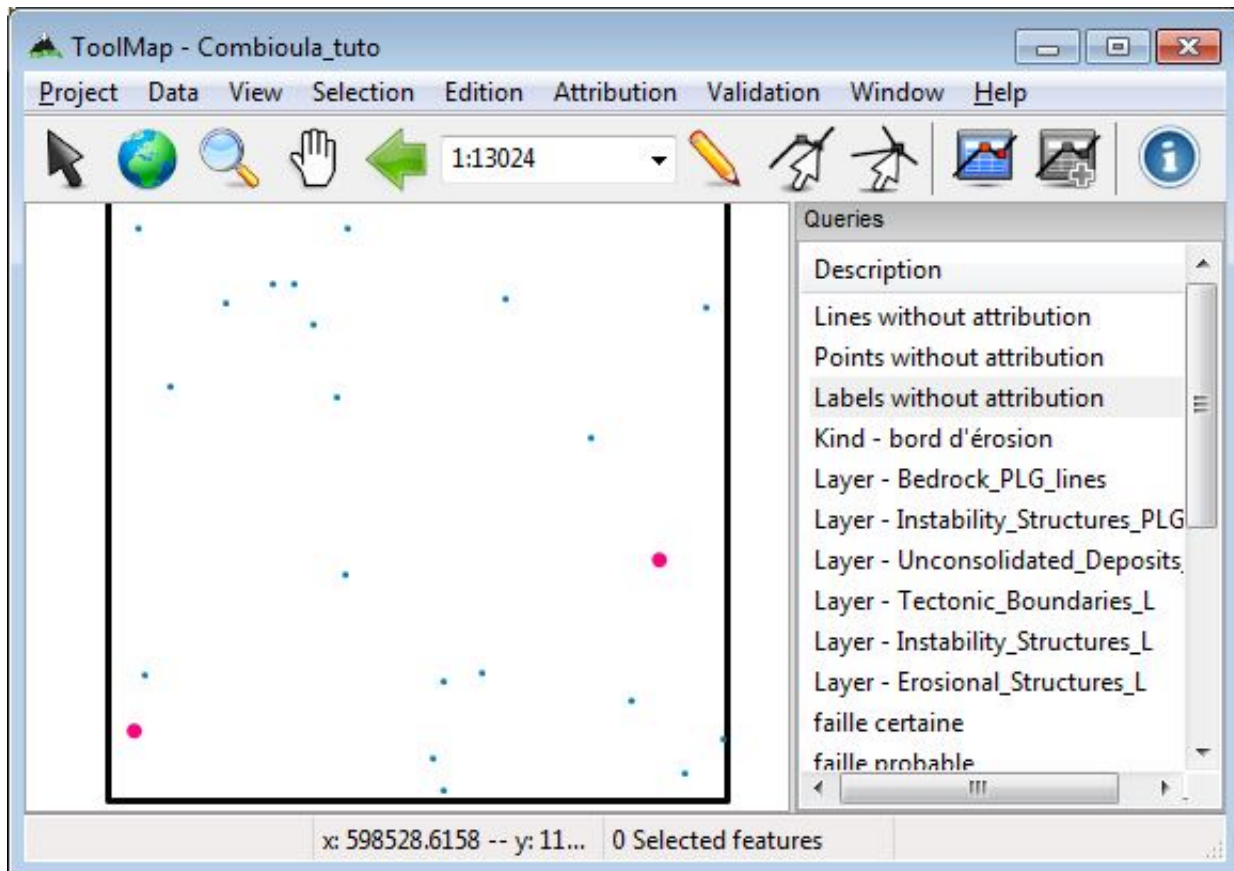 ToolMap - Combioula_tuto
Project Data View Selection Edition Attribution Validation Window Help
1:13024
Queries
Description
Lines without attribution
Points without attribution
Labels without attribution
Kind - bord d'érosion
Layer - Bedrock_PLG_lines
Layer - Instability_Structures_PLG
Layer - Unconsolidated_Deposits_
Layer - Tectonic_Boundaries_L
Layer - Instability_Structures_L
Layer - Erosional_Structures_L
faille certaine
faille probable
x: 598528.6158 -- y: 11... 0 Selected features